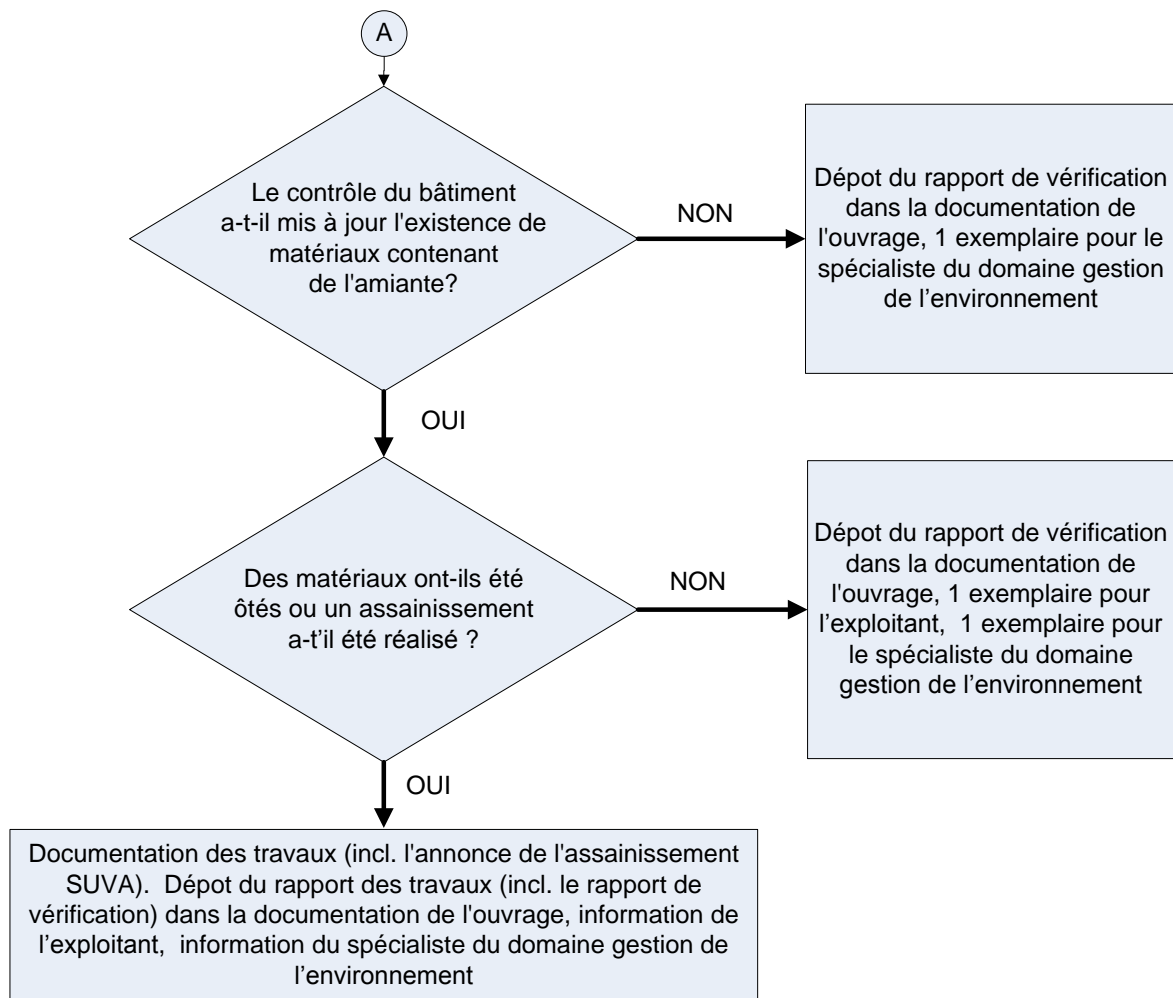 A
Le contrôle du bâtiment
a-t-il mis à jour l'existence de
matériaux contenant
de l'amiante?
NON
Dépot du rapport de vérification
dans la documentation de
l'ouvrage, 1 exemplaire pour le
spécialiste du domaine gestion
de l’environnement
OUI
Des matériaux ont-ils été
ôtés ou un assainissement
a-t'il été réalisé ?
NON
Dépot du rapport de vérification
dans la documentation de
l'ouvrage, 1 exemplaire pour
l’exploitant, 1 exemplaire pour
le spécialiste du domaine
gestion de l’environnement
OUI
Documentation des travaux (incl. l'annonce de l'assainissement
SUVA). Dépot du rapport des travaux (incl. le rapport de
vérification) dans la documentation de l'ouvrage, information de
l’exploitant, information du spécialiste du domaine gestion de
l’environnement